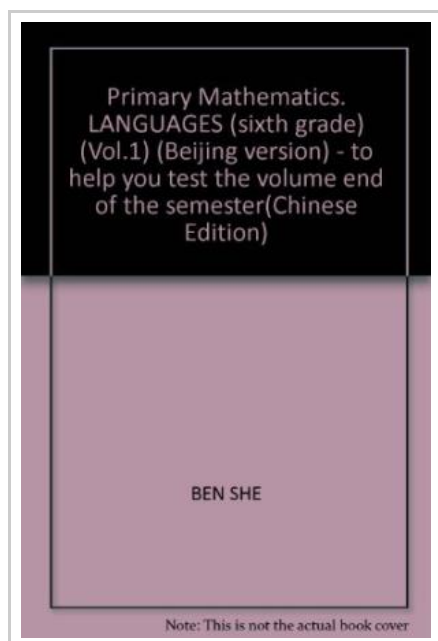 Primary Mathematics.
LANGUAGES (sixth grade)
(Vol.1) (Beijing version) - to
help you test the volume end
of the semester(Chinese
Edition)
BEN SHE
Note: This is not the actual book cover